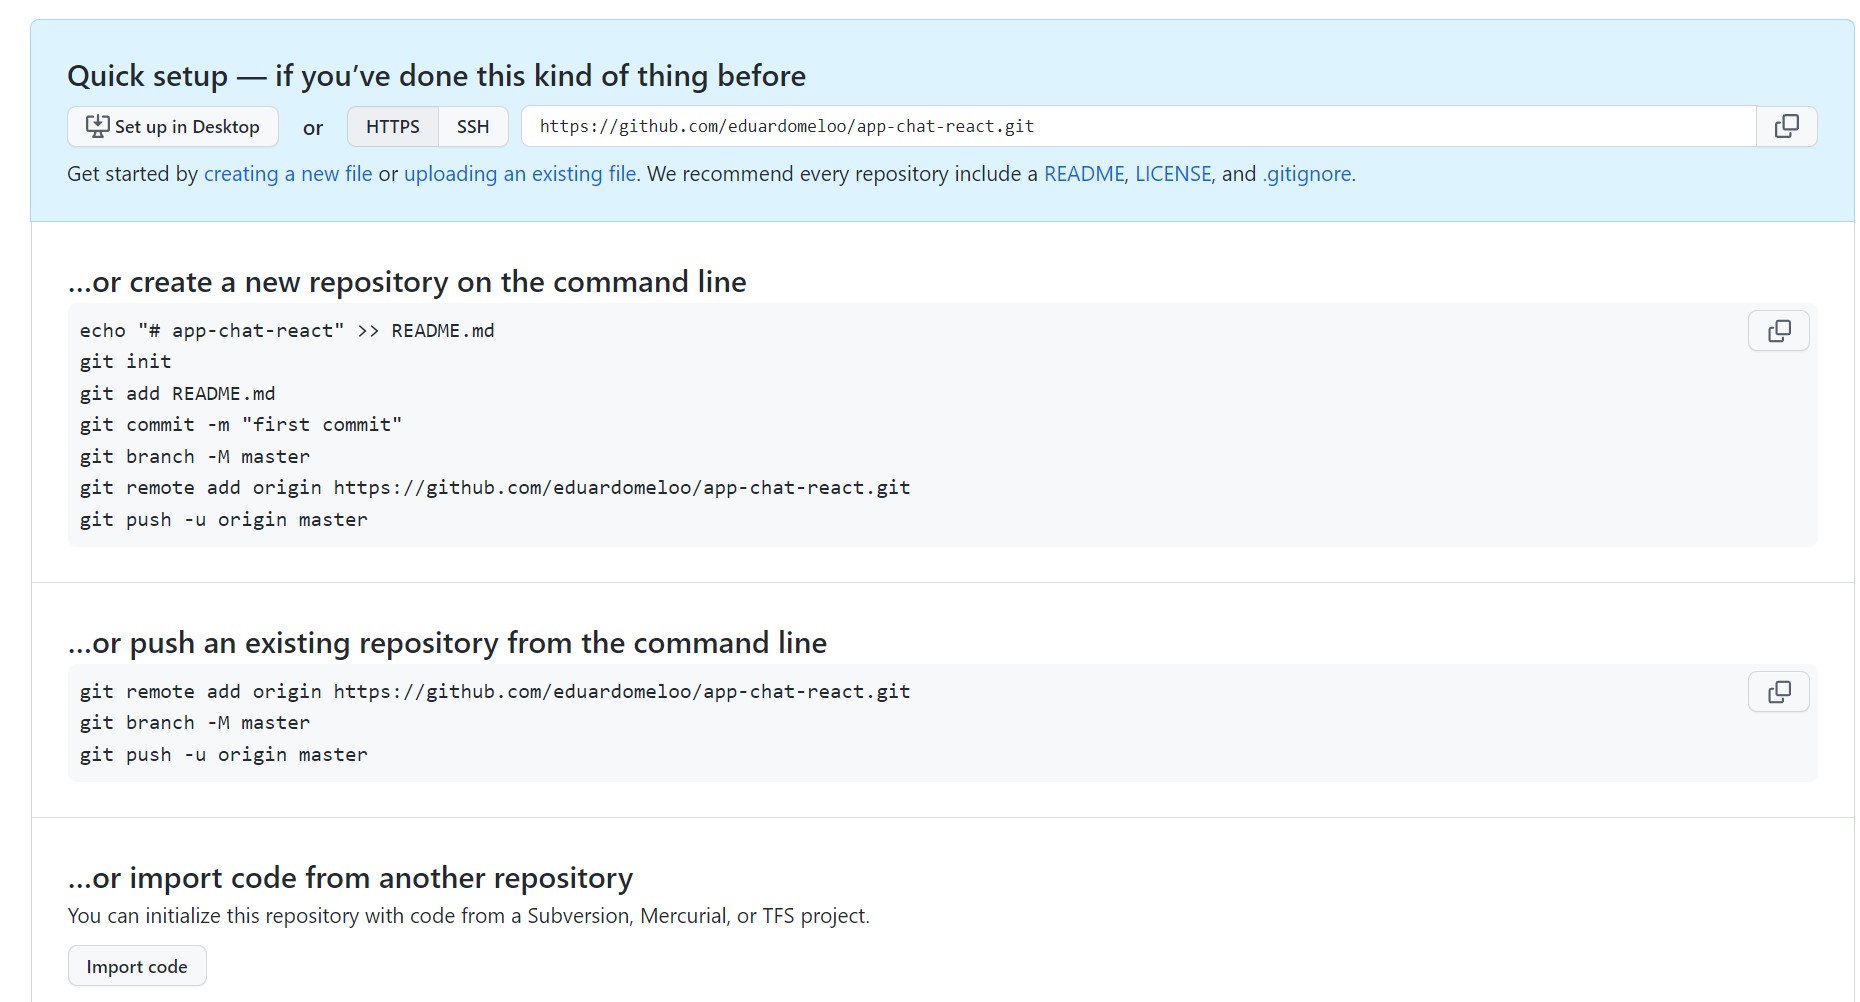 Quick setup — if you’ve done this kind of thing before
Set up in Desktop or HTTPS SSH https://github.com/eduardomeloo/app-chat-react.git
Get started by creating a new file or uploading an existing file. We recommend every repository include a README, LICENSE, and .gitignore.
…or create a new repository on the command line
echo "# app-chat-react" >> README.md
git init
git add README.md
git commit -m "first commit"
git branch -M master
git remote add origin https://github.com/eduardomeloo/app-chat-react.git
git push -u origin master
…or push an existing repository from the command line
git remote add origin https://github.com/eduardomeloo/app-chat-react.git
git branch -M master
git push -u origin master
…or import code from another repository
You can initialize this repository with code from a Subversion, Mercurial, or TFS project.
Import code